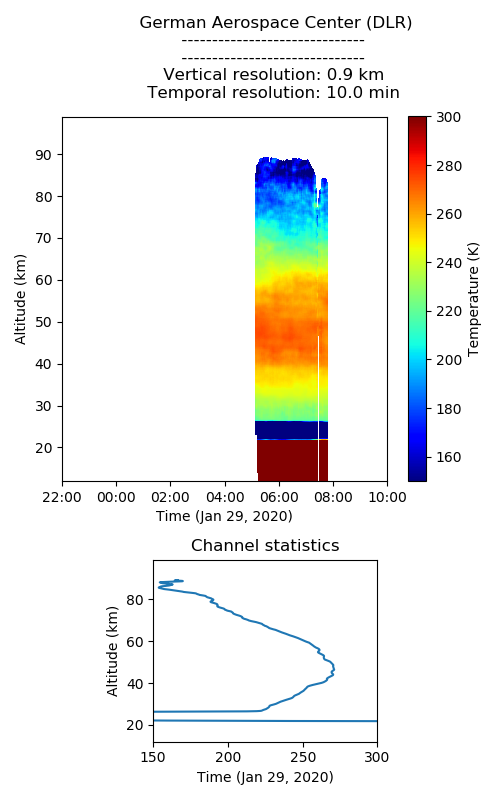 German Aerospace Center (DLR)
------------------------------
------------------------------
Vertical resolution: 0.9 km
Temporal resolution: 10.0 min
90
80
70
60
50
40
30
20
Altitude (km)
22:00 00:00 02:00 04:00 06:00 08:00 10:00
Time (Jan 29, 2020)
300
280
260
240
220
200
180
160
Temperature (K)
Channel statistics
80
60
40
20
Altitude (km)
150 200 250 300
Time (Jan 29, 2020)